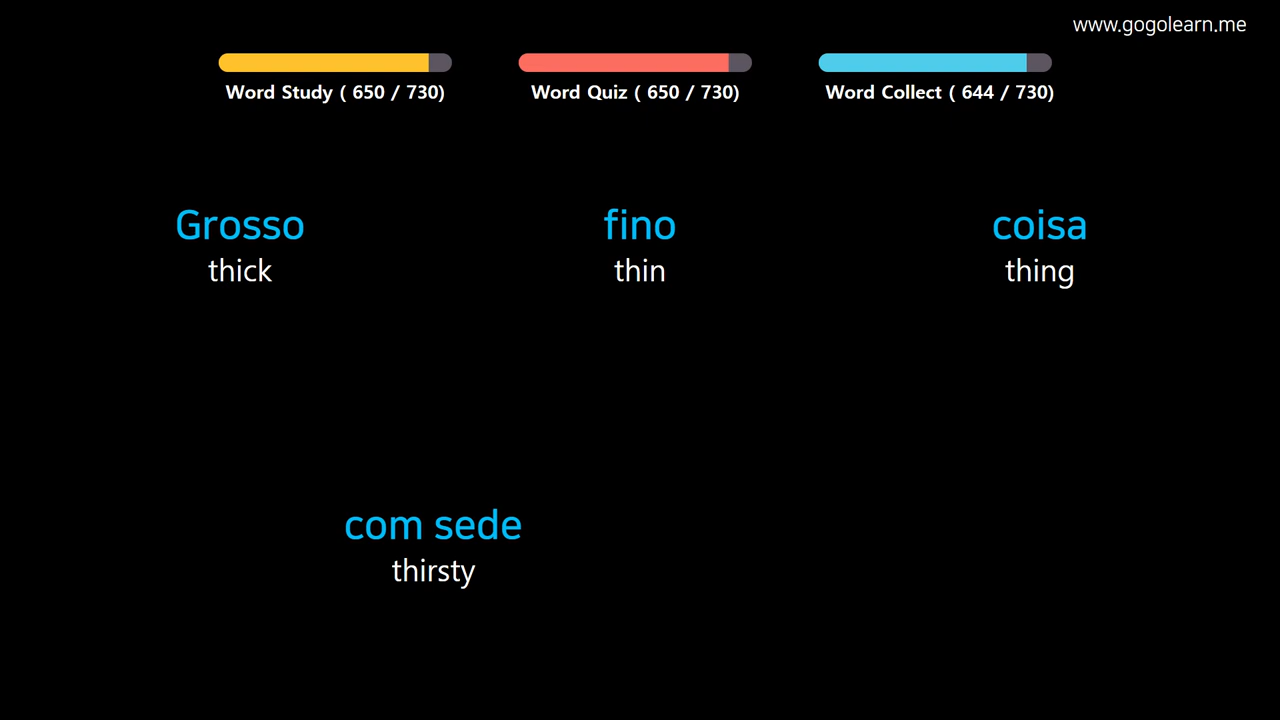 www.gogolearn.me
Word Study ( 650 / 730)
Word Quiz ( 650 / 730)
Word Collect ( 644 / 730)
Grosso
thick
fino
thin
coisa
thing
com sede
thirsty